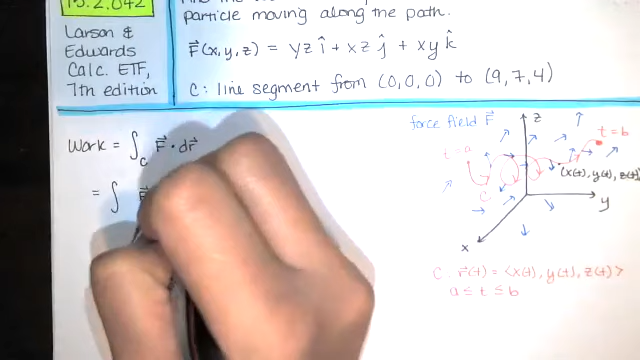 15.2.042
Larson &
Edwards
Calc. ETF,
7th edition
particle moving along the path.
F⃗(x,y,z) = yz î + xz ĵ + xy k̂
C: line segment from (0,0,0) to (9,7,4)
Work = ∫_C F⃗ • dr⃗
= ∫ F⃗
force field F⃗
z
t = b
t = a
(x(t), y(t), z(t))
C
y
x
C: r⃗(t) = <x(t), y(t), z(t)>
a ≤ t ≤ b